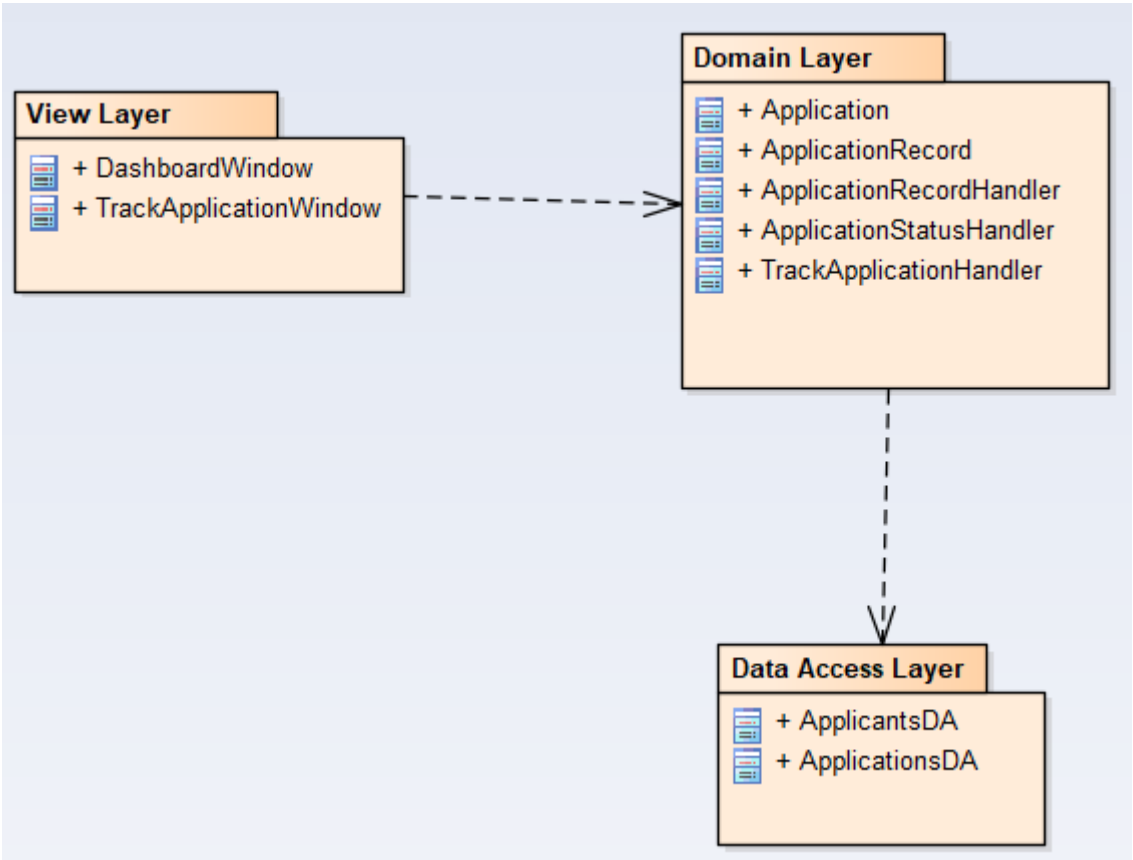 View Layer
+ DashboardWindow
+ TrackApplicationWindow
Domain Layer
+ Application
+ ApplicationRecord
+ ApplicationRecordHandler
+ ApplicationStatusHandler
+ TrackApplicationHandler
Data Access Layer
+ ApplicantsDA
+ ApplicationsDA